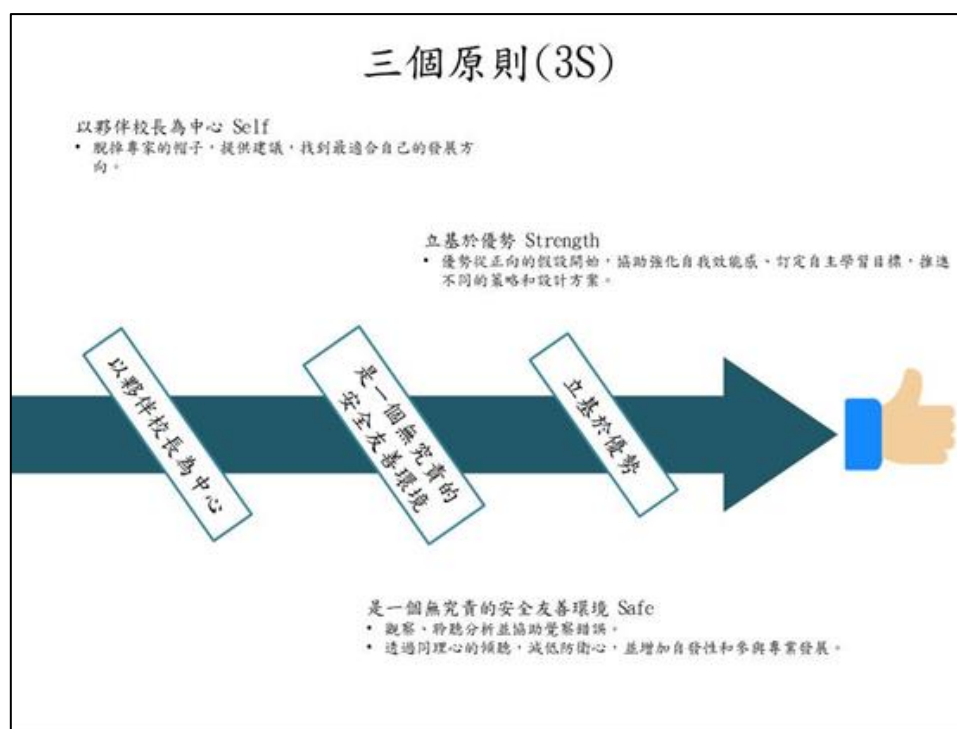 三個原則(3S)
以夥伴校長為中心 Self
• 脫掉專家的帽子，提供建議，找到最適合自己的發展方
向。
立基於優勢 Strength
• 優勢從正向的假設開始，協助強化自我效能感、訂定自主學習目標，推進
不同的策略和設計方案。
以夥伴校長為中心
是一個無究責的
安全友善環境
立基於優勢
是一個無究責的安全友善環境 Safe
• 觀察、聆聽分析並協助覺察錯誤。
• 透過同理心的傾聽，減低防衛心，並增加自發性和參與專業發展。